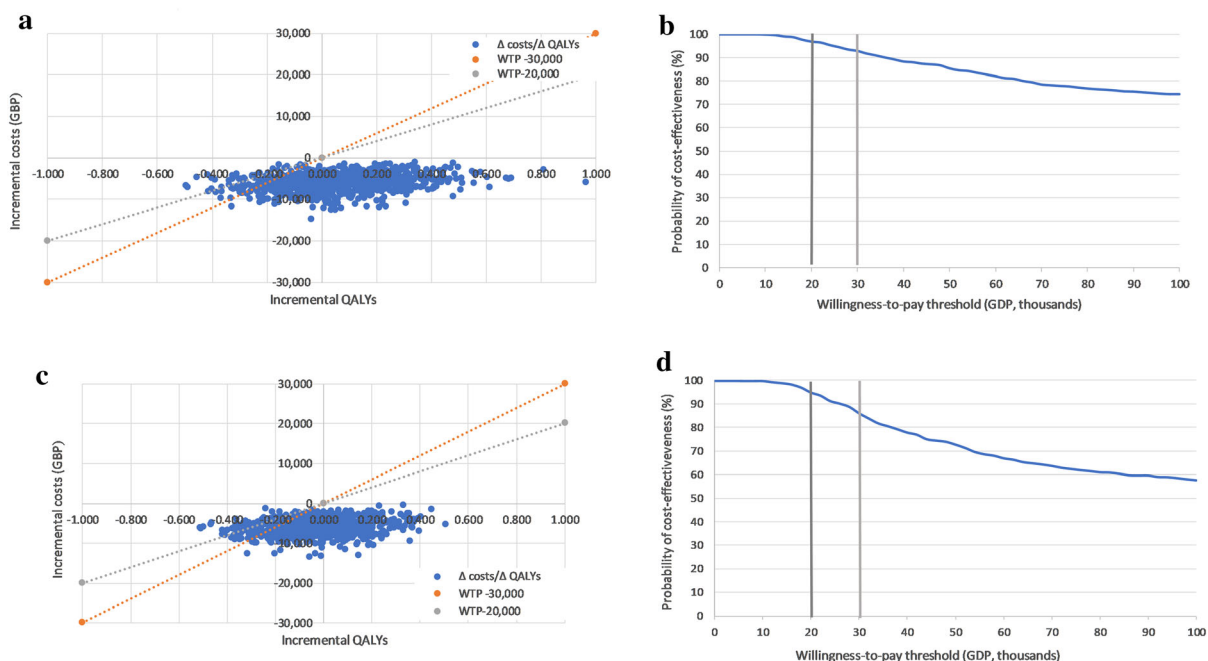 a
30,000
20,000
10,000
0
-10,000
-20,000
-30,000
-1.000
-0.800
-0.600
-0.400
-0.200
0.000
0.200
0.400
0.600
0.800
1.000
Δ costs/Δ QALYs
WTP -30,000
WTP-20,000
Incremental costs (GBP)
Incremental QALYs
b
100
90
80
70
60
50
40
30
20
10
0
0 10 20 30 40 50 60 70 80 90 100
Probability of cost-effectiveness (%)
Willingness-to-pay threshold (GDP, thousands)
c
30,000
20,000
10,000
0
-10,000
-20,000
-30,000
-1.000
-0.800
-0.600
-0.400
-0.200
0.000
0.200
0.400
0.600
0.800
1.000
Δ costs/Δ QALYs
WTP -30,000
WTP-20,000
Incremental costs (GBP)
Incremental QALYs
d
100
90
80
70
60
50
40
30
20
10
0
0 10 20 30 40 50 60 70 80 90 100
Probability of cost-effectiveveness (%)
Willingness-to-pay threshold (GDP, thousands)